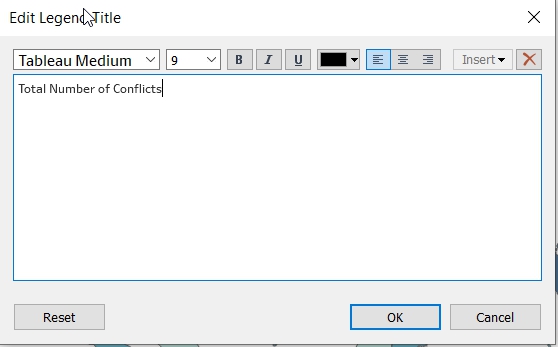 Edit Legend Title
Tableau Medium 9 B I U Insert
Total Number of Conflicts
Reset OK Cancel